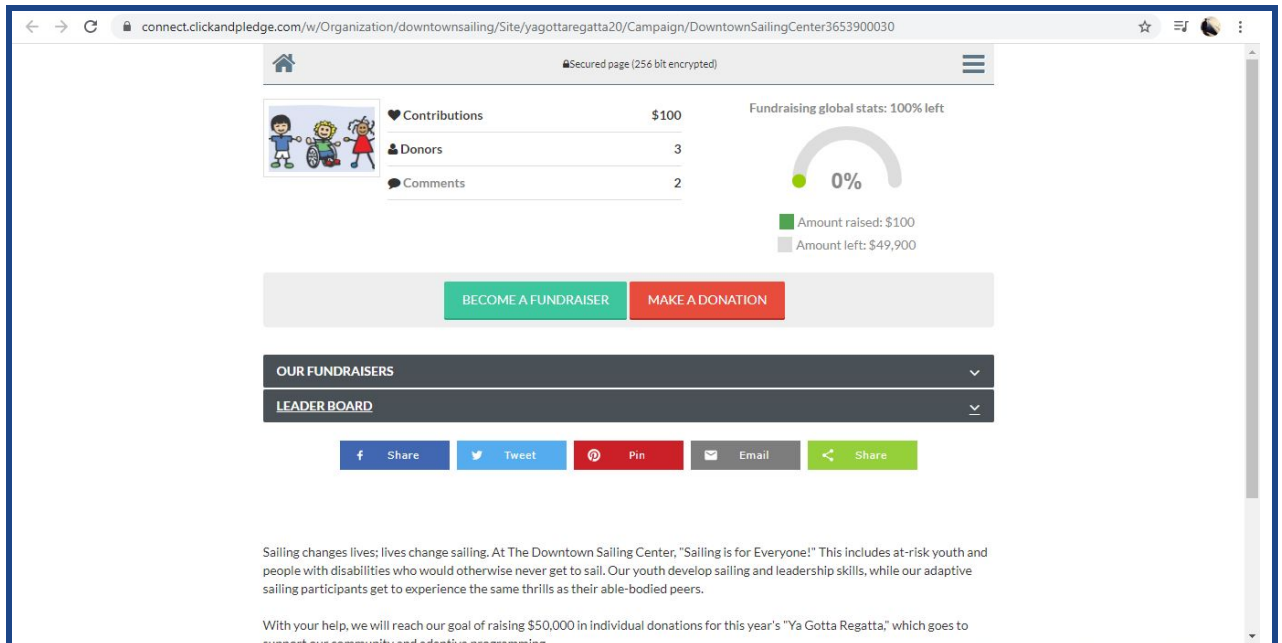 connect.clickandpledge.com/w/Organization/downtownsailing/Site/yagottaregatta20/Campaign/DowntownSailingCenter3653900030
Secured page (256 bit encrypted)
Contributions $100
Donors 3
Comments 2
Fundraising global stats: 100% left
0%
Amount raised: $100
Amount left: $49,900
BECOME A FUNDRAISER MAKE A DONATION
OUR FUNDRAISERS
LEADER BOARD
Share Tweet Pin Email Share
Sailing changes lives; lives change sailing. At The Downtown Sailing Center, "Sailing is for Everyone!" This includes at-risk youth and
people with disabilities who would otherwise never get to sail. Our youth develop sailing and leadership skills, while our adaptive
sailing participants get to experience the same thrills as their able-bodied peers.
With your help, we will reach our goal of raising $50,000 in individual donations for this year's "Ya Gotta Regatta," which goes to
support our community and adaptive programming.